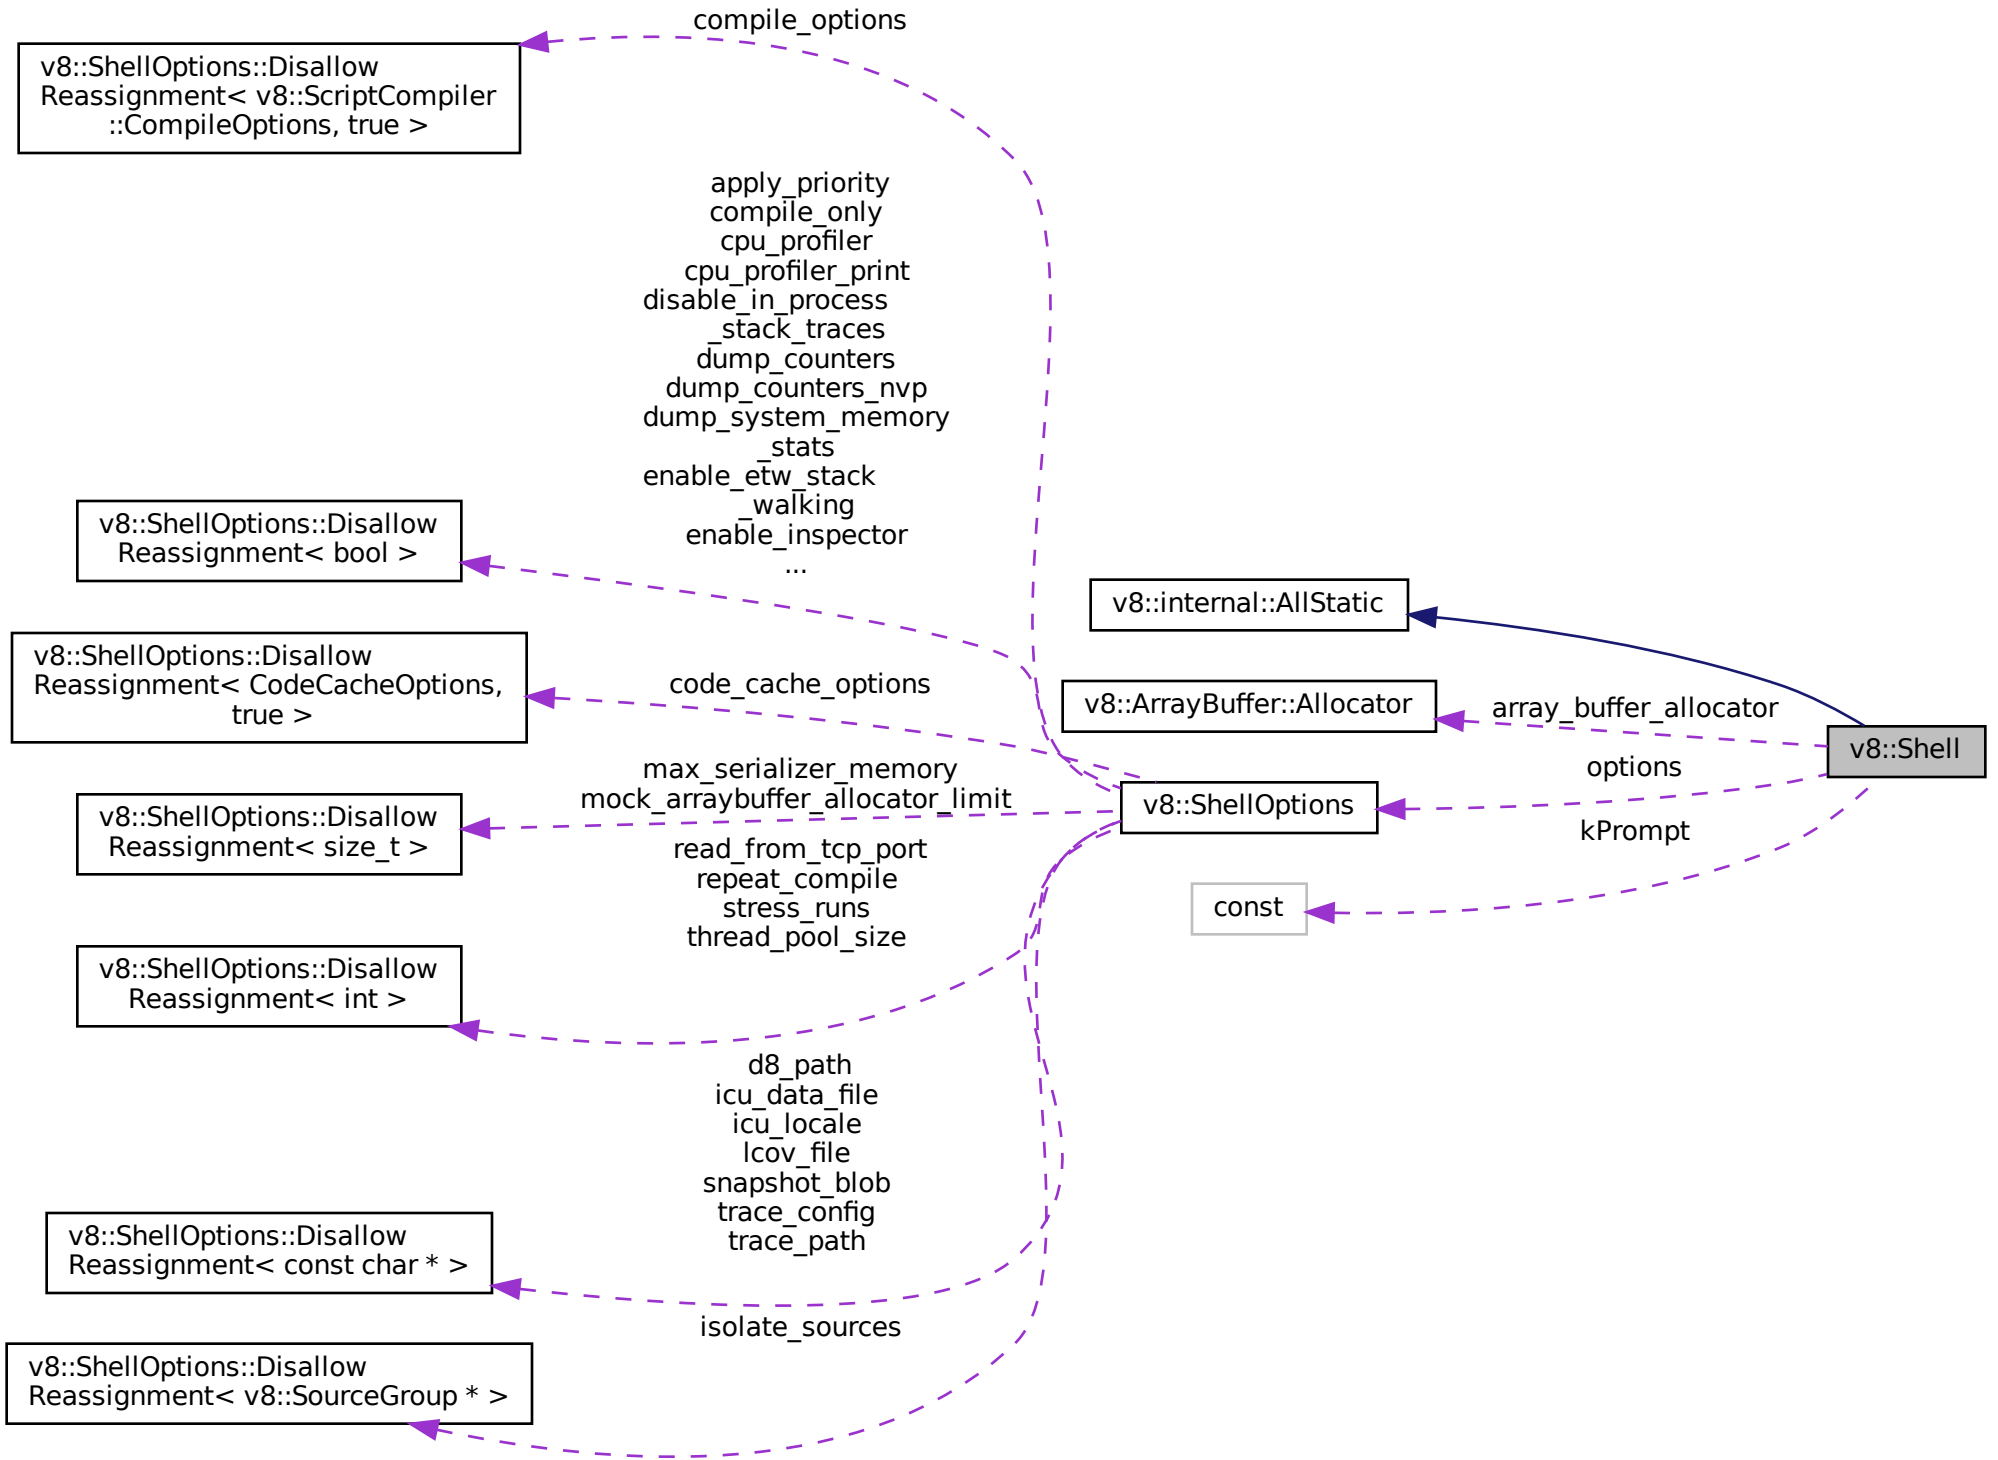 compile_options
v8::ShellOptions::Disallow
Reassignment< v8::ScriptCompiler
::CompileOptions, true >
apply_priority
compile_only
cpu_profiler
cpu_profiler_print
disable_in_process
_stack_traces
dump_counters
dump_counters_nvp
dump_system_memory
_stats
enable_etw_stack
_walking
enable_inspector
...
v8::ShellOptions::Disallow
Reassignment< bool >
v8::internal::AllStatic
v8::ShellOptions::Disallow
Reassignment< CodeCacheOptions,
true >
code_cache_options
v8::ArrayBuffer::Allocator
array_buffer_allocator
v8::Shell
options
max_serializer_memory
mock_arraybuffer_allocator_limit
v8::ShellOptions
v8::ShellOptions::Disallow
Reassignment< size_t >
kPrompt
read_from_tcp_port
repeat_compile
stress_runs
thread_pool_size
const
v8::ShellOptions::Disallow
Reassignment< int >
d8_path
icu_data_file
icu_locale
lcov_file
snapshot_blob
trace_config
trace_path
v8::ShellOptions::Disallow
Reassignment< const char * >
isolate_sources
v8::ShellOptions::Disallow
Reassignment< v8::SourceGroup * >